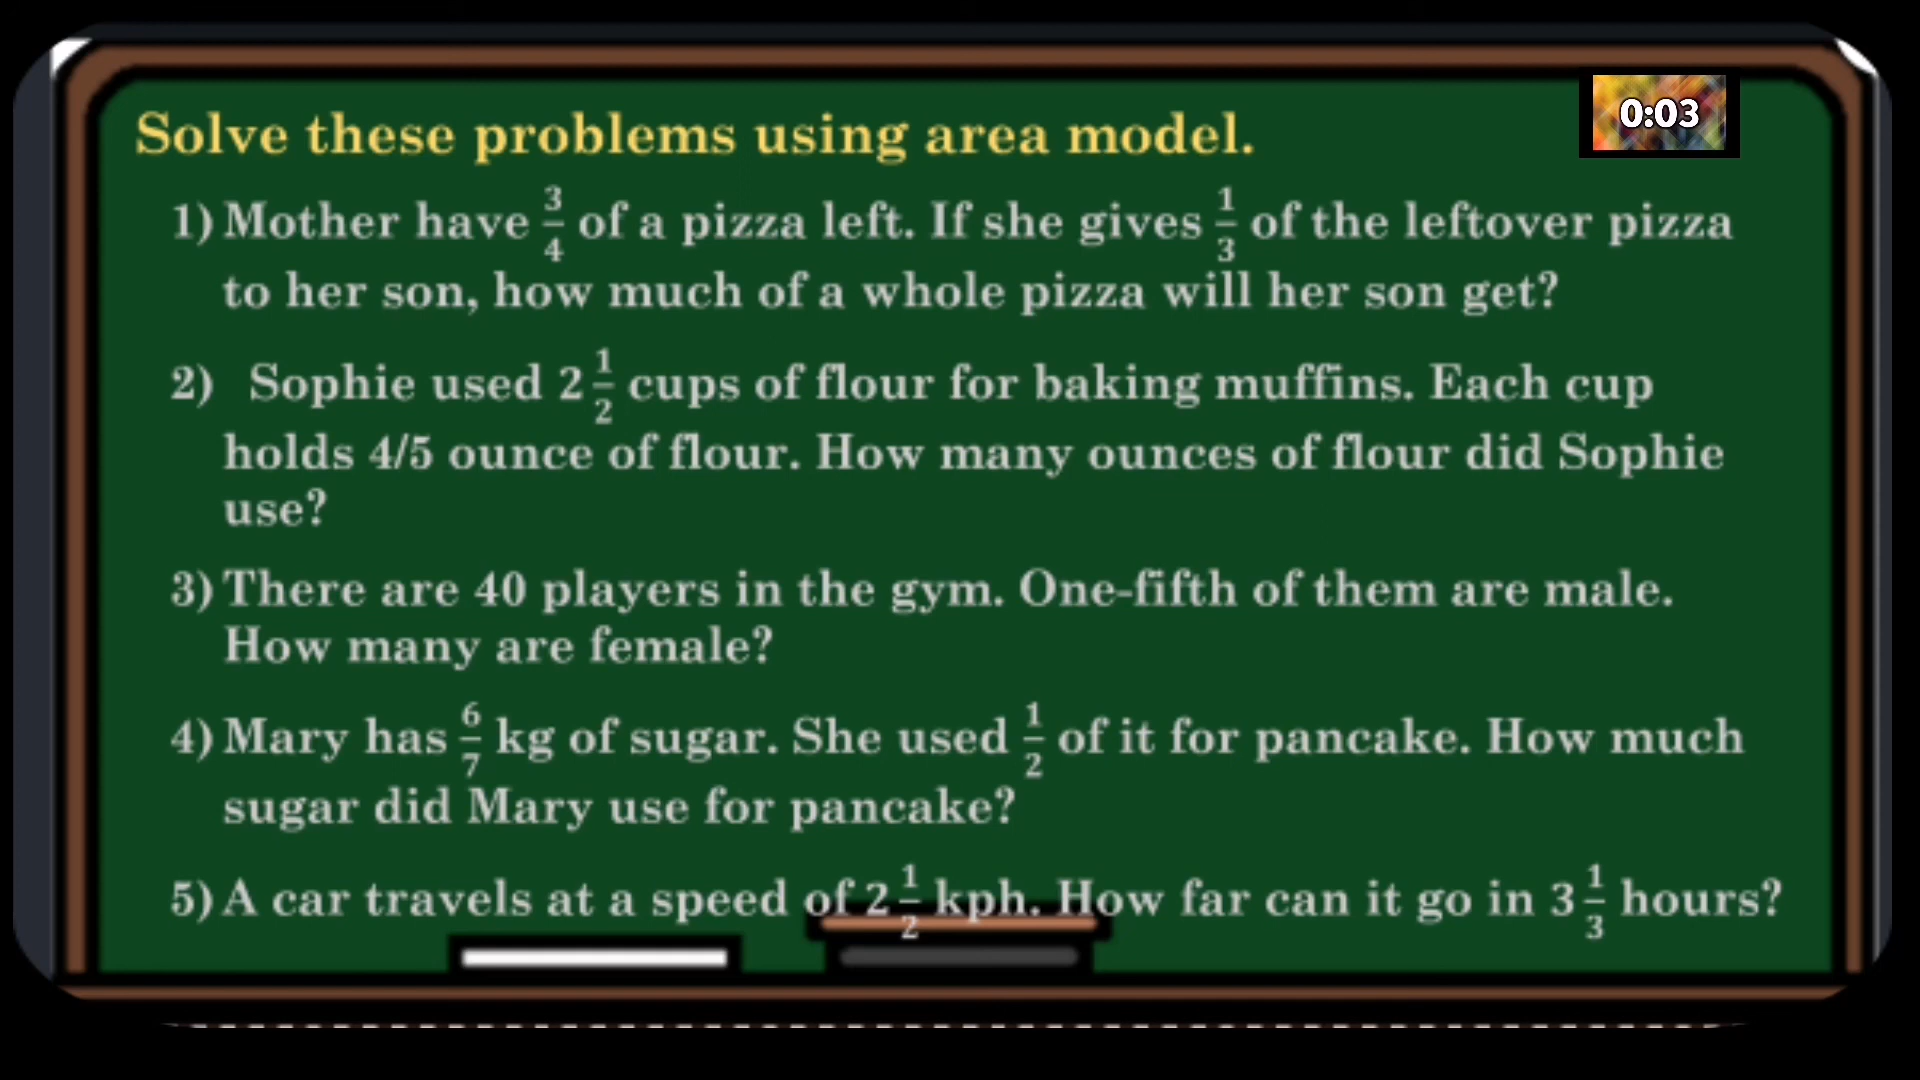 0:03
Solve these problems using area model.
1) Mother have 3/4 of a pizza left. If she gives 1/3 of the leftover pizza
to her son, how much of a whole pizza will her son get?
2) Sophie used 2 1/2 cups of flour for baking muffins. Each cup
holds 4/5 ounce of flour. How many ounces of flour did Sophie
use?
3) There are 40 players in the gym. One-fifth of them are male.
How many are female?
4) Mary has 6/7 kg of sugar. She used 1/2 of it for pancake. How much
sugar did Mary use for pancake?
5) A car travels at a speed of 2 1/2 kph. How far can it go in 3 1/3 hours?